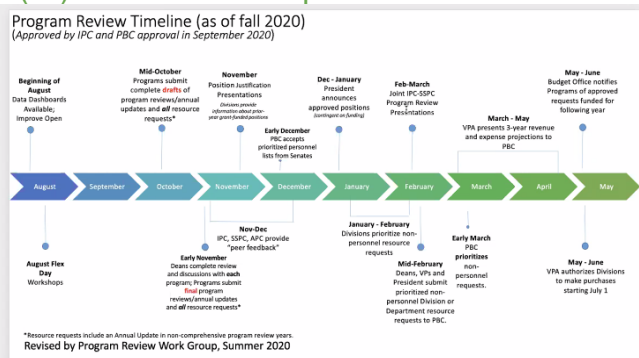 Program Review Timeline (as of fall 2020)
(Approved by IPC and PBC approval in September 2020)
Beginning of
August
Data Dashboards
Available;
Improve Open
Mid-October
Programs submit
complete drafts of
program reviews/annual
updates and all resource
requests*
November
Position Justification
Presentations
Divisions provide
information about prior-
year grant-funded positions
Early December
PBC accepts
prioritized personnel
lists from Senates
Dec - January
President
announces
approved positions
(contingent on funding)
Feb-March
Joint IPC-SSPC
Program Review
Presentations
March - May
VPA presents 3-year revenue
and expense projections to
PBC
May - June
Budget Office notifies
Programs of approved
requests funded for
following year
August
September
October
November
December
January
February
March
April
May
August Flex
Day
Workshops
Early November
Deans complete review
and discussions with each
program; Programs submit
final program
reviews/annual updates
and all resource requests*
Nov-Dec
IPC, SSPC, APC provide
"peer feedback"
January - February
Divisions prioritize non-
personnel resource
requests
Mid-February
Deans, VPs and
President submit
prioritized non-
personnel Division or
Department resource
requests to PBC.
Early March
PBC
prioritizes
non-
personnel
requests.
May - June
VPA authorizes Divisions
to make purchases
starting July 1
*Resource requests include an Annual Update in non-comprehensive program review years.
Revised by Program Review Work Group, Summer 2020